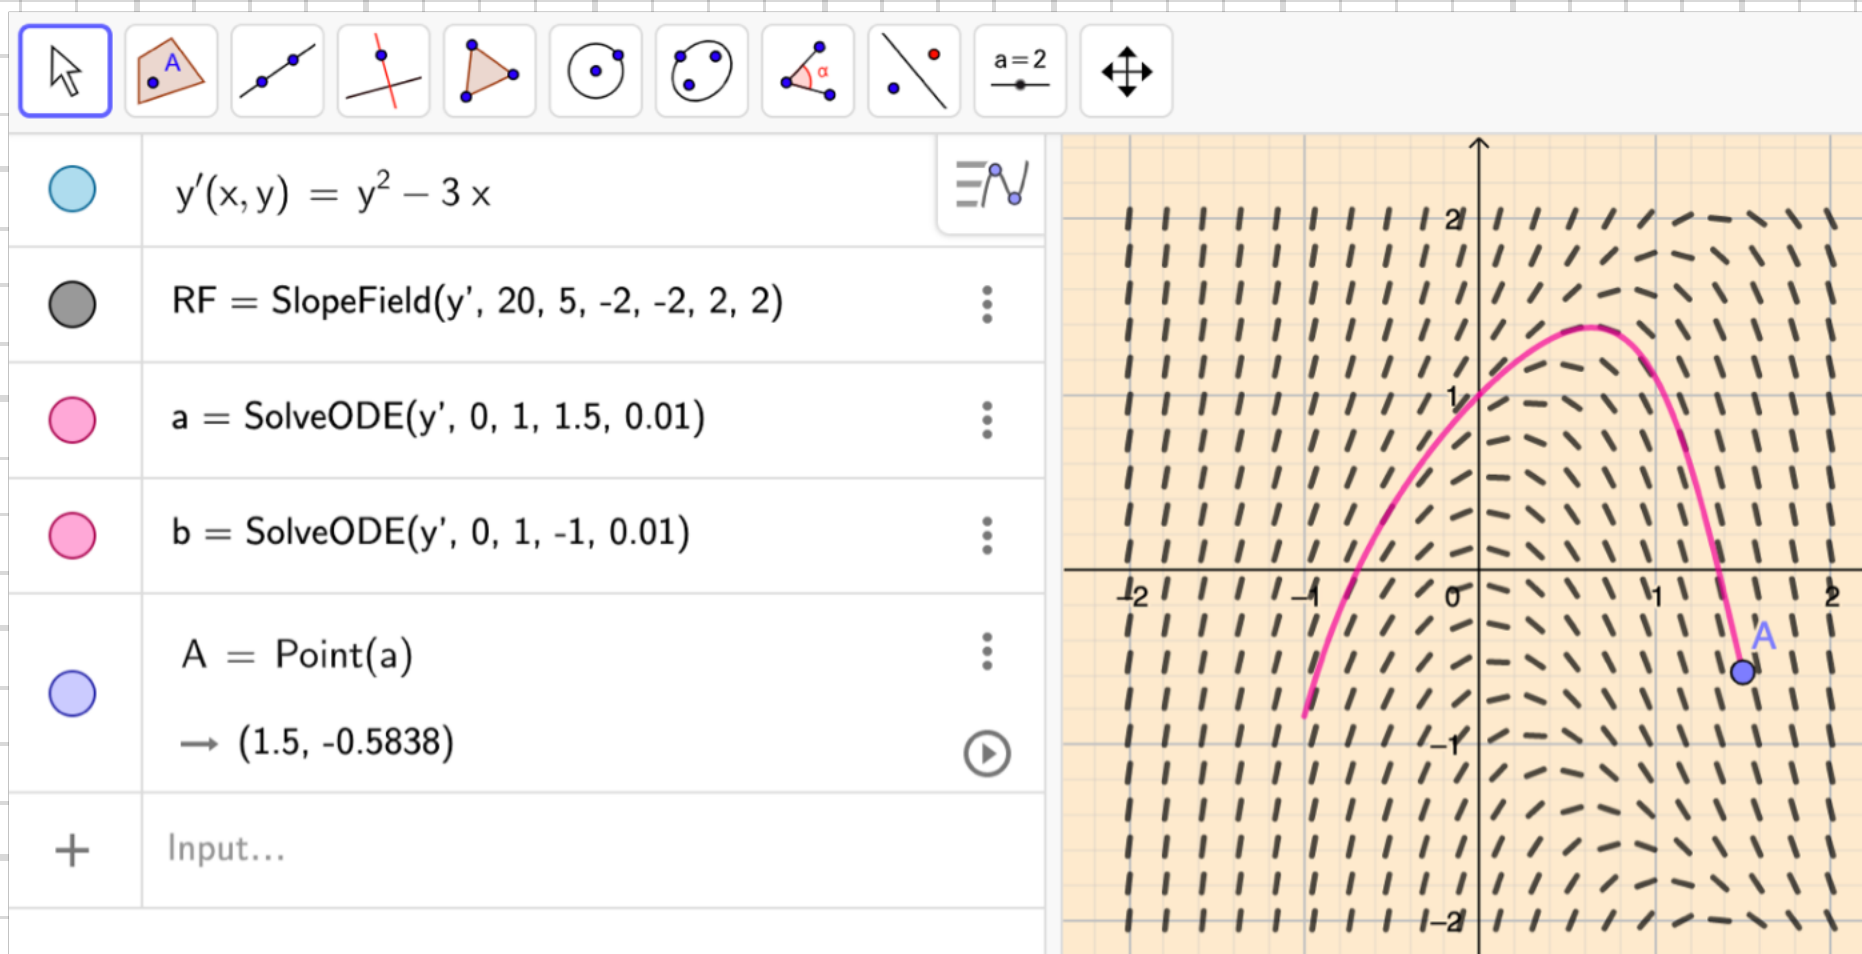 A
α
a = 2
y′(x, y) = y² − 3 x
RF = SlopeField(y', 20, 5, -2, -2, 2, 2)
a = SolveODE(y', 0, 1, 1.5, 0.01)
b = SolveODE(y', 0, 1, -1, 0.01)
A = Point(a)
→ (1.5, -0.5838)
+ Input...
2
1
–2 –1 0 1 2
A
–1
–2